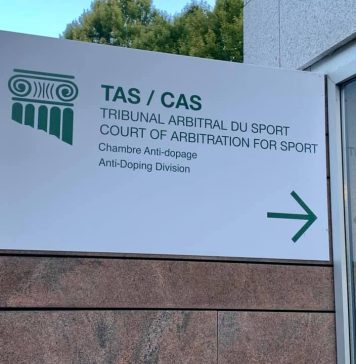 TAS / CAS
TRIBUNAL ARBITRAL DU SPORT
COURT OF ARBITRATION FOR SPORT
Chambre Anti-dopage
Anti-Doping Division